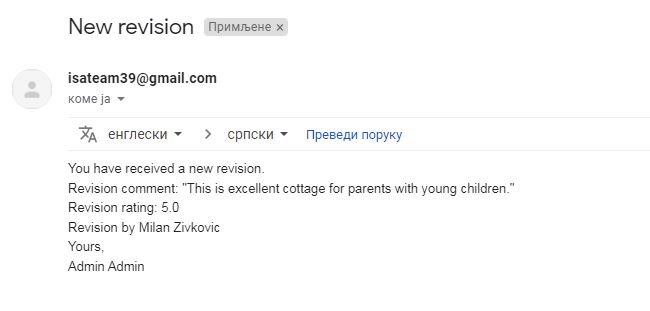 New revision Примљене ×
isateam39@gmail.com
коме ја
енглески > српски Преведи поруку
You have received a new revision.
Revision comment: "This is excellent cottage for parents with young children."
Revision rating: 5.0
Revision by Milan Zivkovic
Yours,
Admin Admin